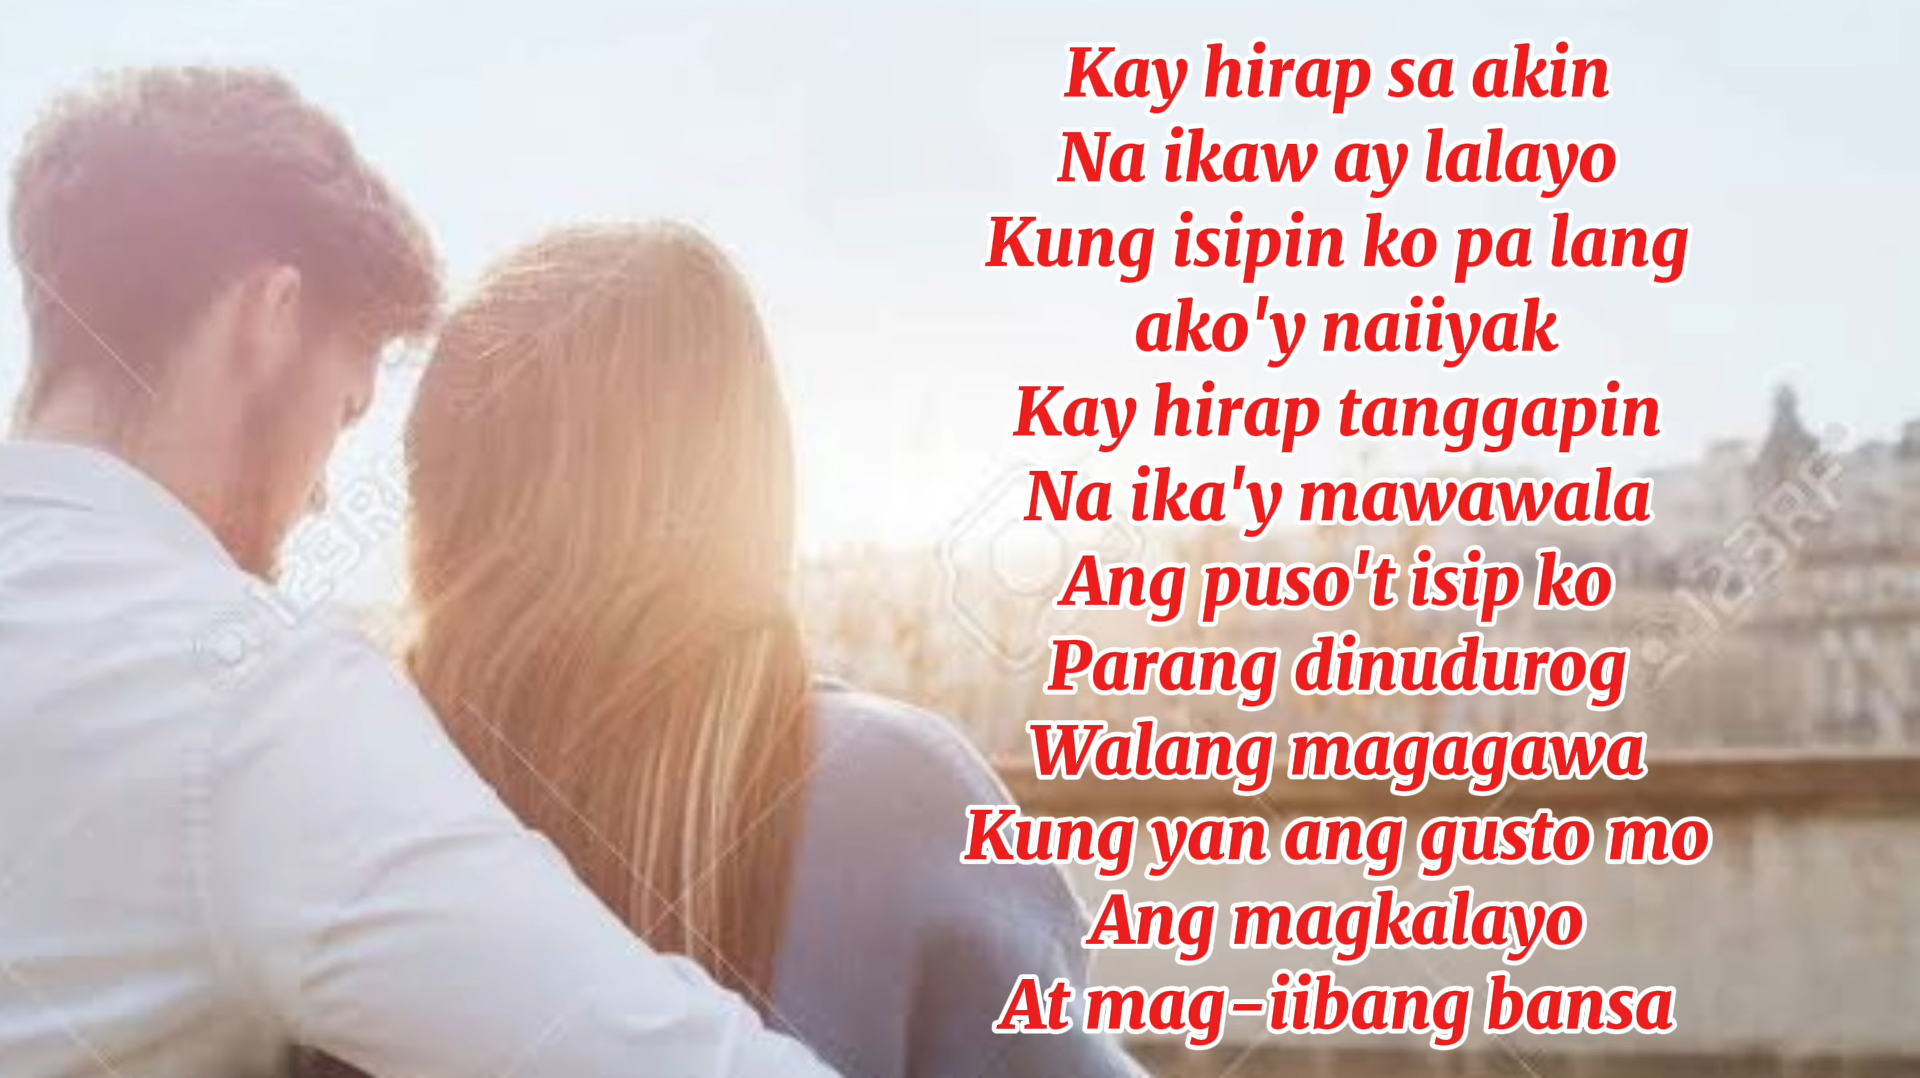 Kay hirap sa akin
Na ikaw ay lalayo
Kung isipin ko pa lang
ako'y naiiyak
Kay hirap tanggapin
Na ika'y mawawala
Ang puso't isip ko
Parang dinudurog
Walang magagawa
Kung yan ang gusto mo
Ang magkalayo
At mag-iibang bansa
123RF
123RF